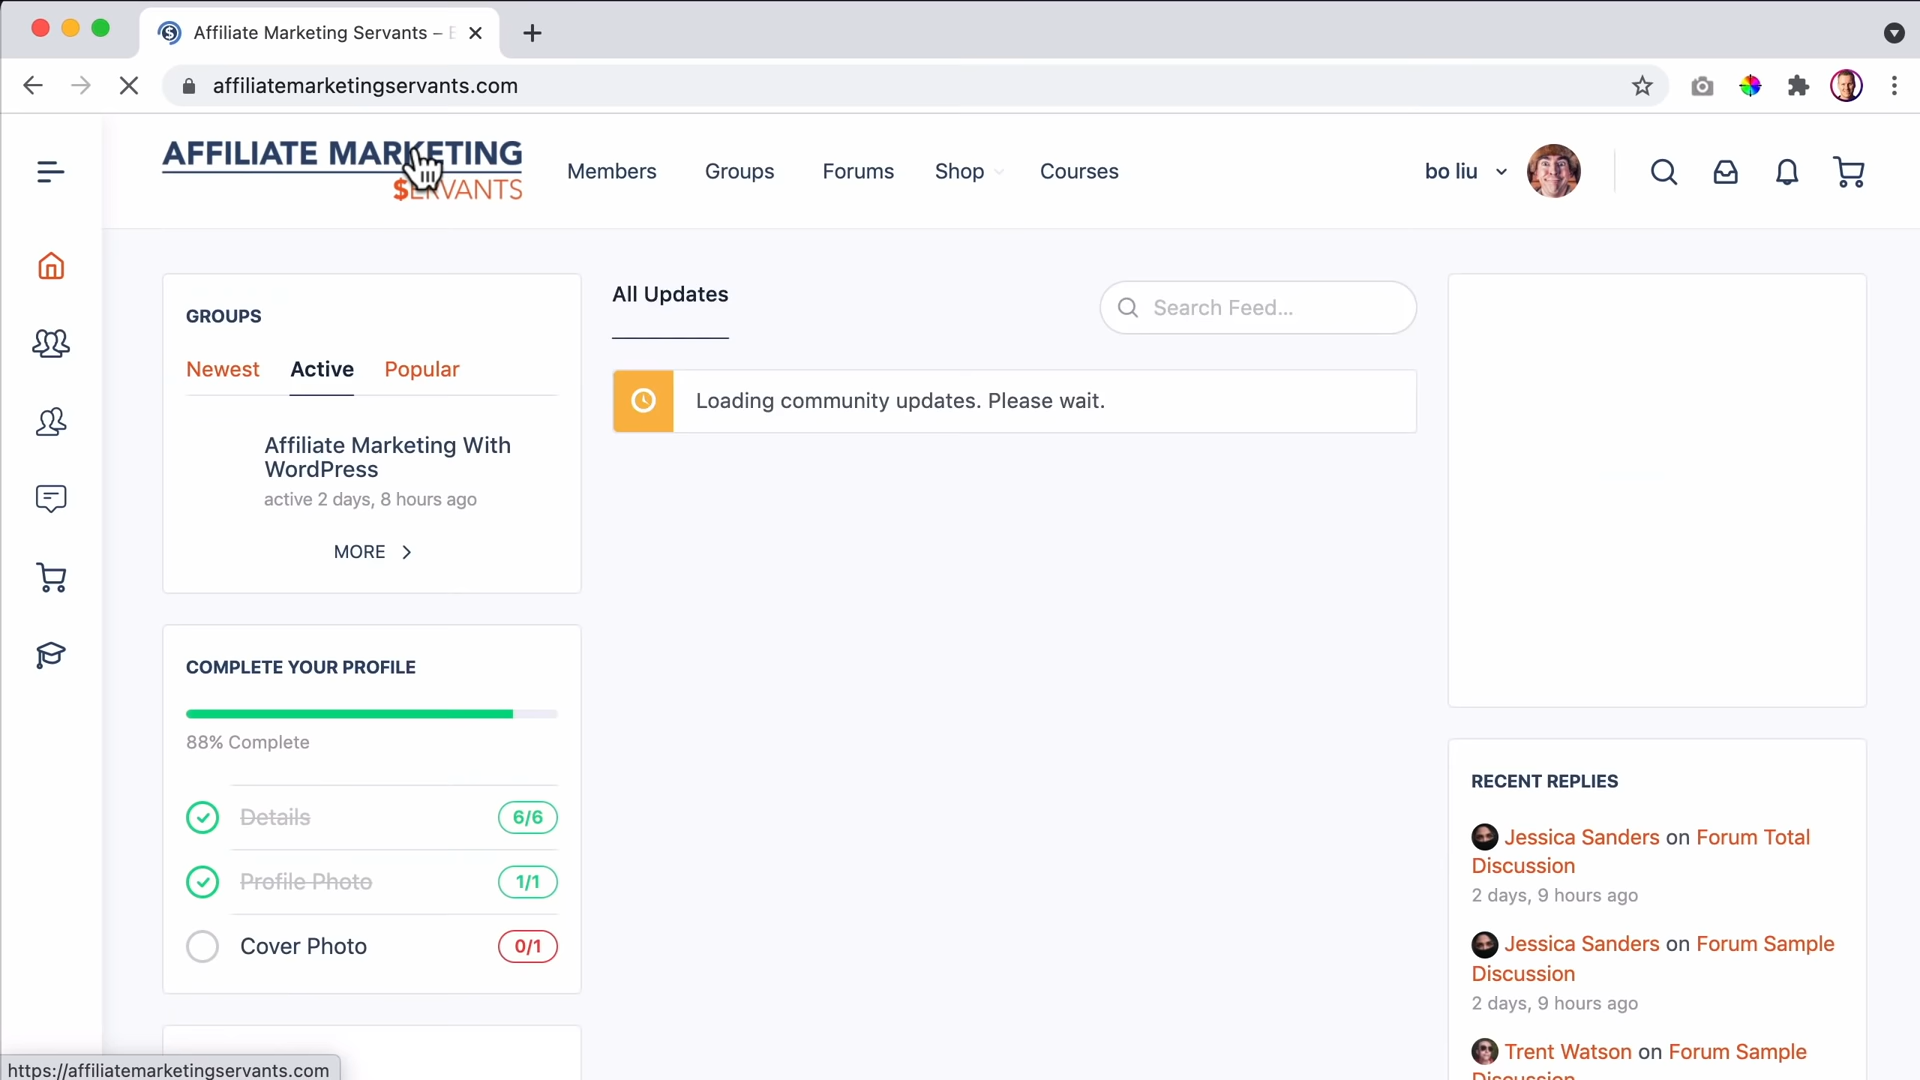 Affiliate Marketing Servants –
affiliatemarketingservants.com
AFFILIATE MARKETING
$ERVANTS
Members
Groups
Forums
Shop
Courses
bo liu
GROUPS
Newest
Active
Popular
Affiliate Marketing With
WordPress
active 2 days, 8 hours ago
MORE
All Updates
Search Feed...
Loading community updates. Please wait.
COMPLETE YOUR PROFILE
88% Complete
Details 6/6
Profile Photo 1/1
Cover Photo 0/1
RECENT REPLIES
Jessica Sanders on Forum Total
Discussion
2 days, 9 hours ago
Jessica Sanders on Forum Sample
Discussion
2 days, 9 hours ago
Trent Watson on Forum Sample
https://affiliatemarketingservants.com